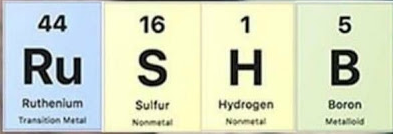 44 16 1 5
Ru S H B
Ruthenium Sulfur Hydrogen Boron
Transition Metal Nonmetal Nonmetal Metalloid